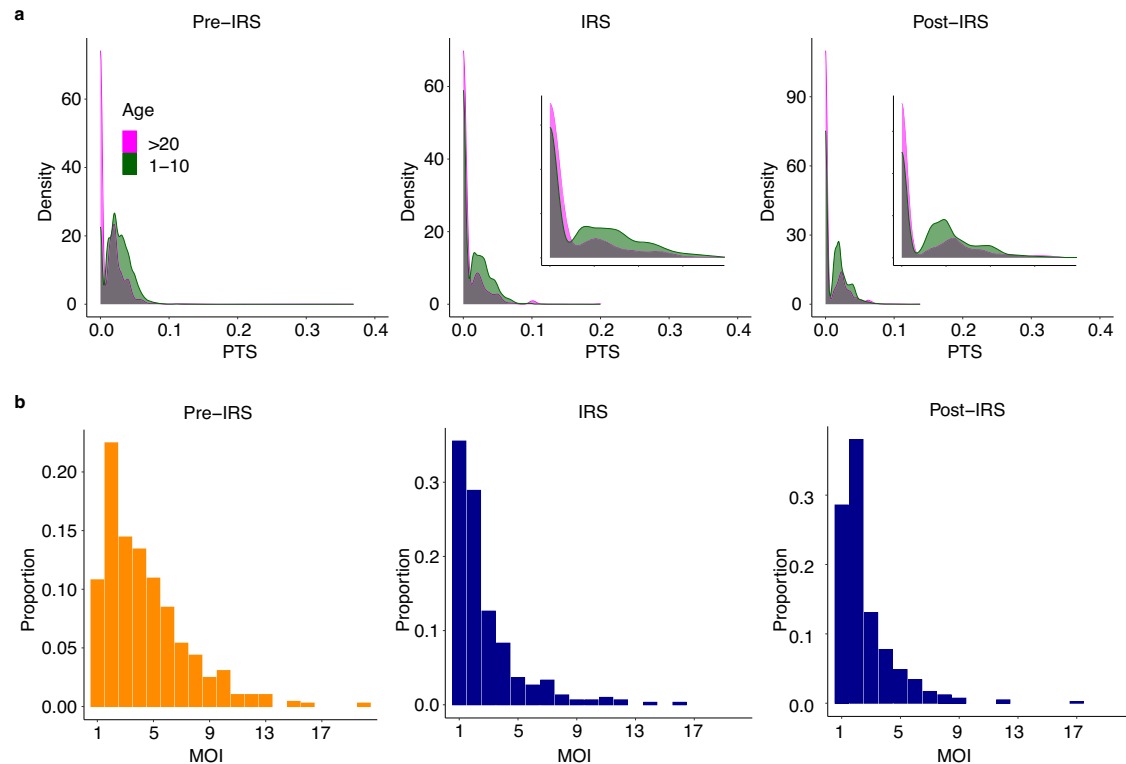 a
Pre−IRS
IRS
Post−IRS
Density
60
40
20
0
Age
>20
1−10
0.0 0.1 0.2 0.3 0.4
PTS
Density
60
40
20
0
0.0 0.1 0.2 0.3 0.4
PTS
Density
90
60
30
0
0.0 0.1 0.2 0.3 0.4
PTS
b
Pre−IRS
IRS
Post−IRS
Proportion
0.20
0.15
0.10
0.05
0.00
1 5 9 13 17
MOI
Proportion
0.3
0.2
0.1
0.0
1 5 9 13 17
MOI
Proportion
0.3
0.2
0.1
0.0
1 5 9 13 17
MOI